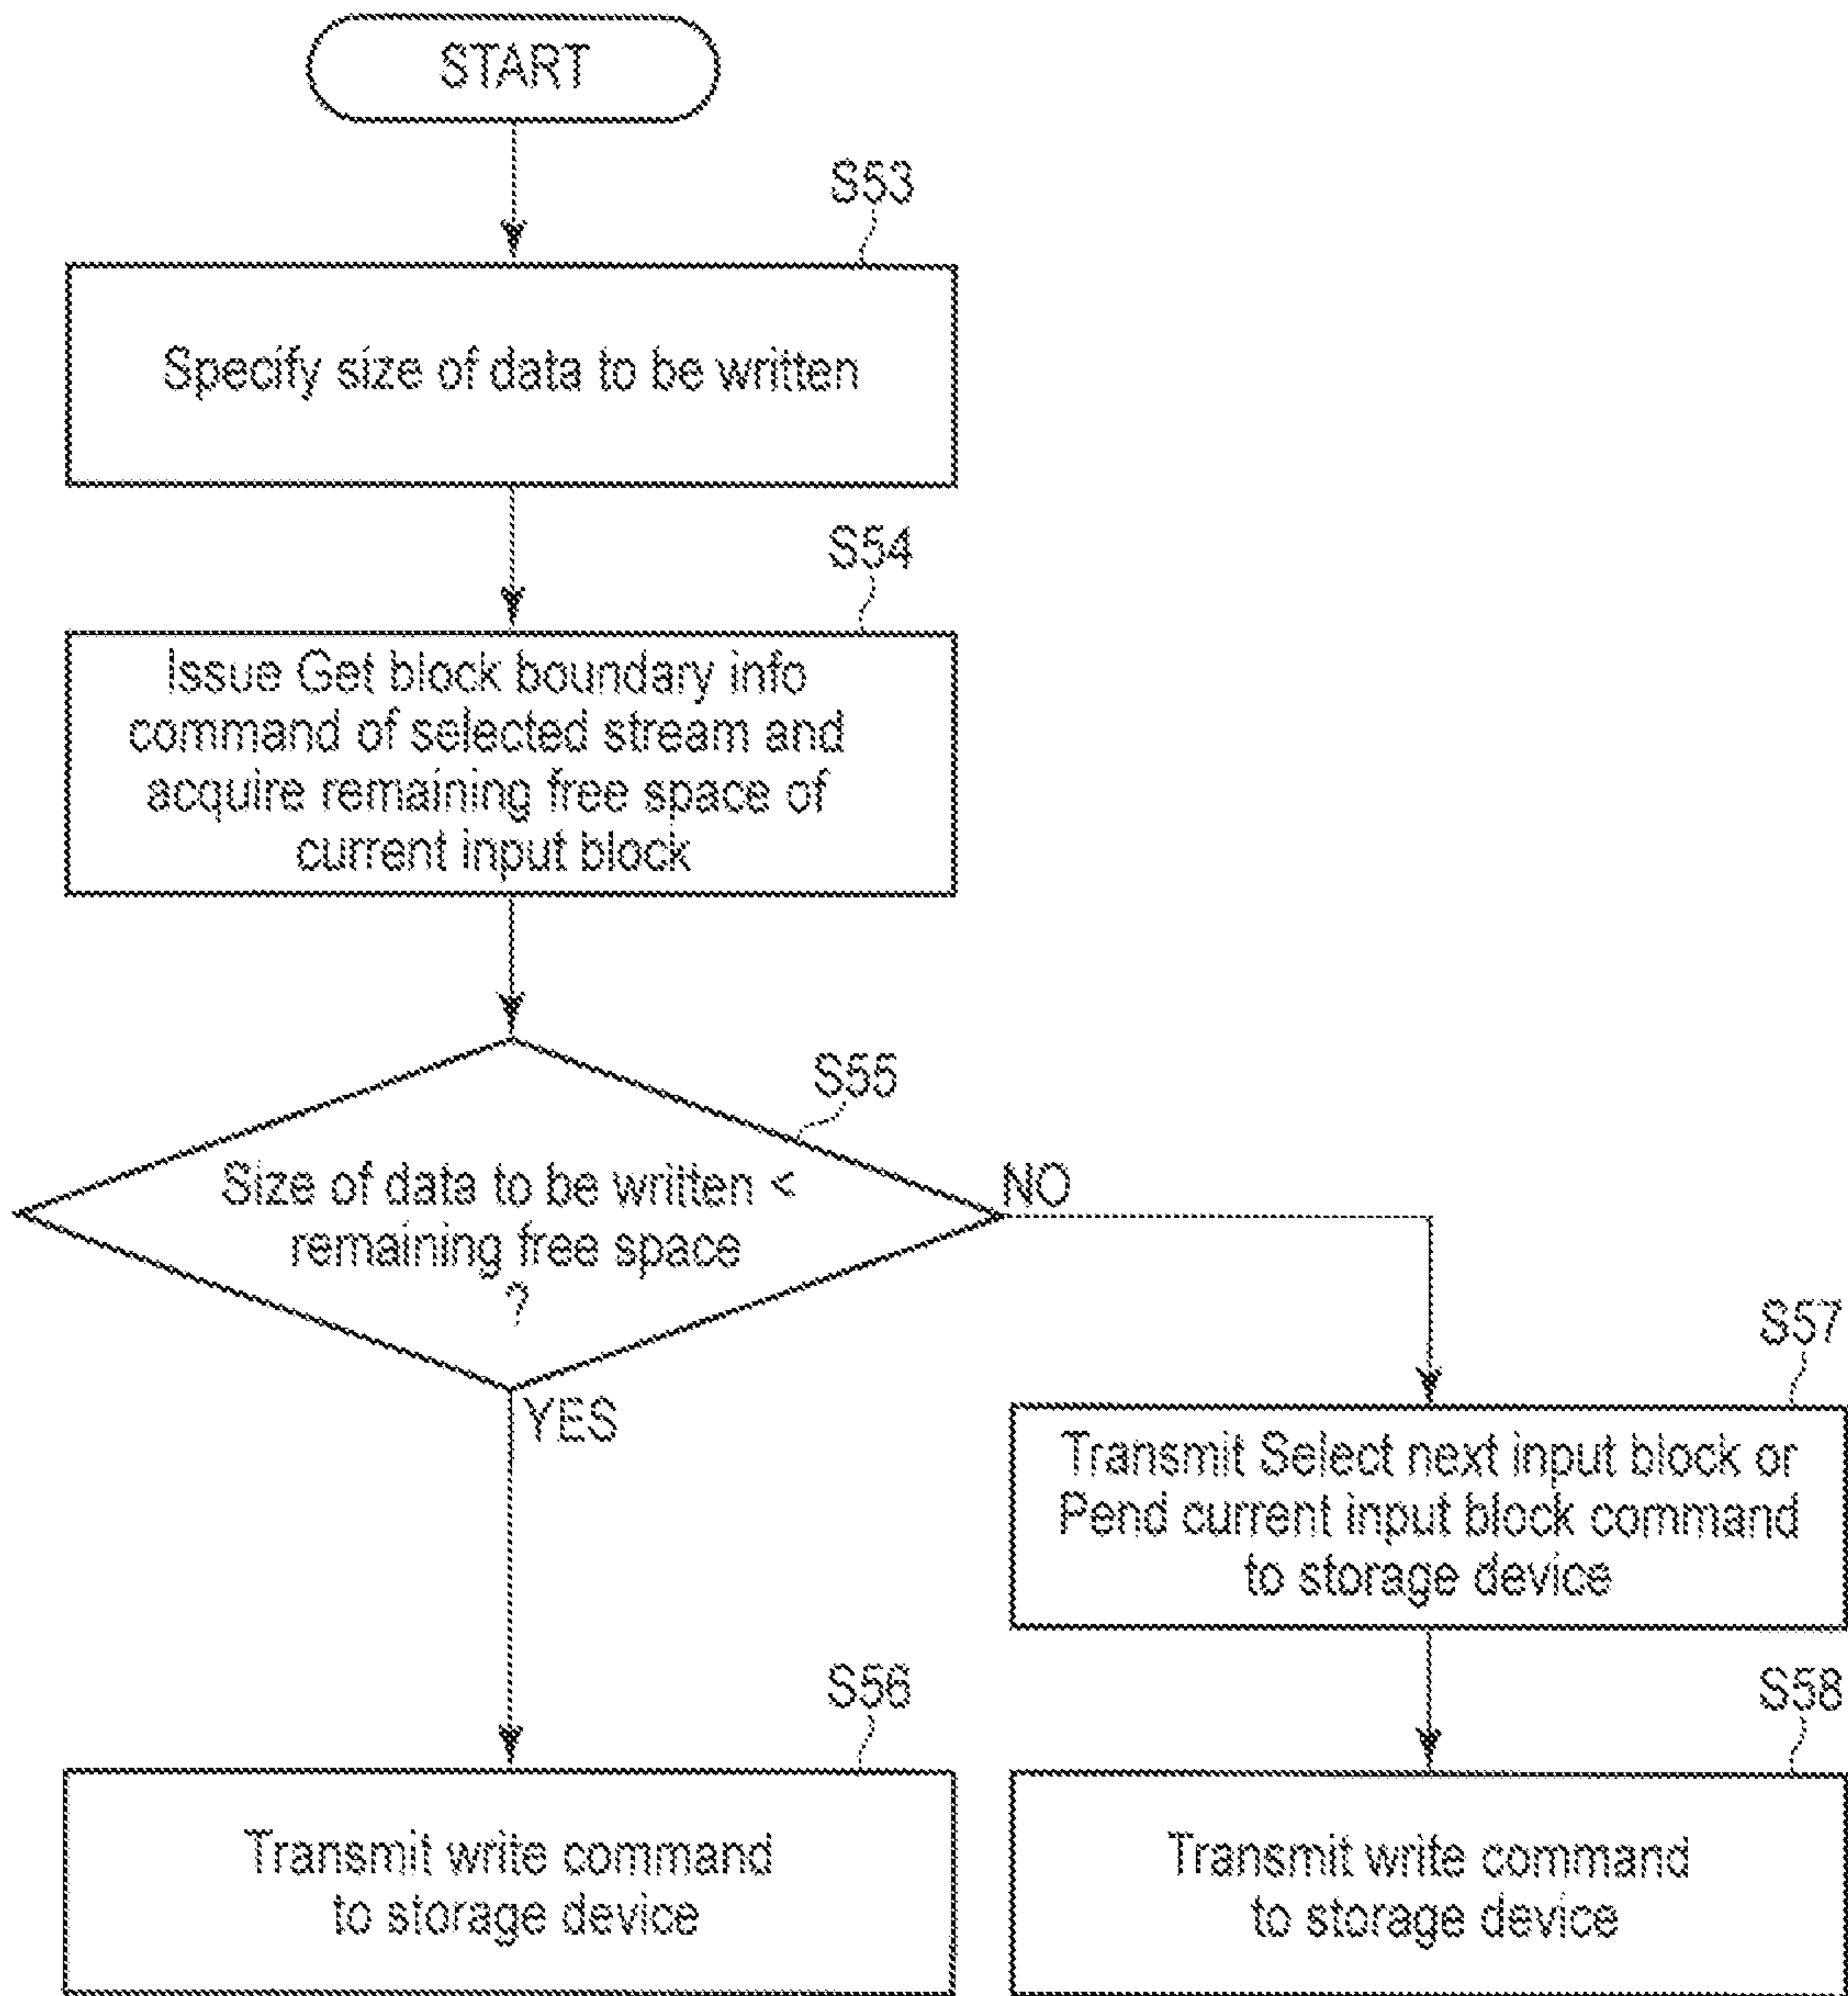 START
S53
Specify size of data to be written
S54
Issue Get block boundary info
command of selected stream and
acquire remaining free space of
current input block
S55
Size of data to be written <
remaining free space
?
NO
YES
S57
Transmit Select next input block or
Pend current input block command
to storage device
S56
Transmit write command
to storage device
S58
Transmit write command
to storage device